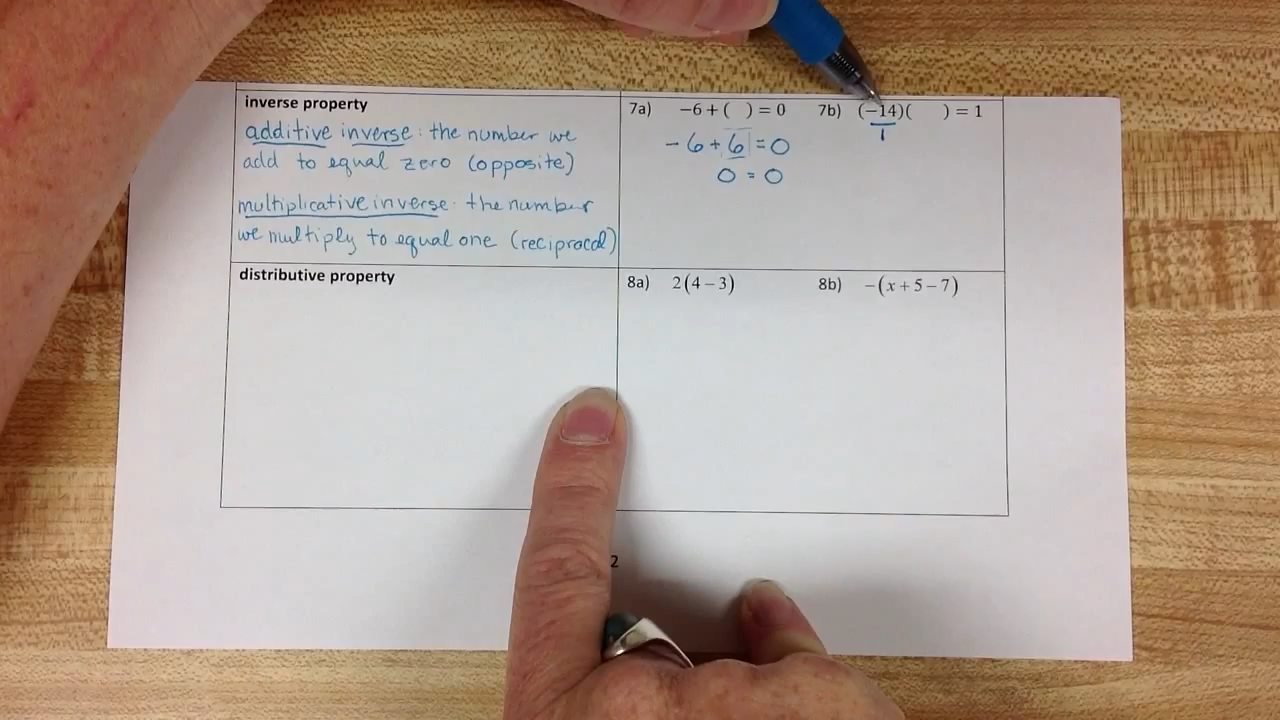 inverse property
additive inverse: the number we
add to equal zero (opposite)
multiplicative inverse: the number
we multiply to equal one (reciprocal)
7a) −6 + ( ) = 0
-6 + 6 = 0
0 = 0
7b) (−14)( ) = 1
1
distributive property
8a) 2(4 − 3)
8b) −(x + 5 − 7)
2